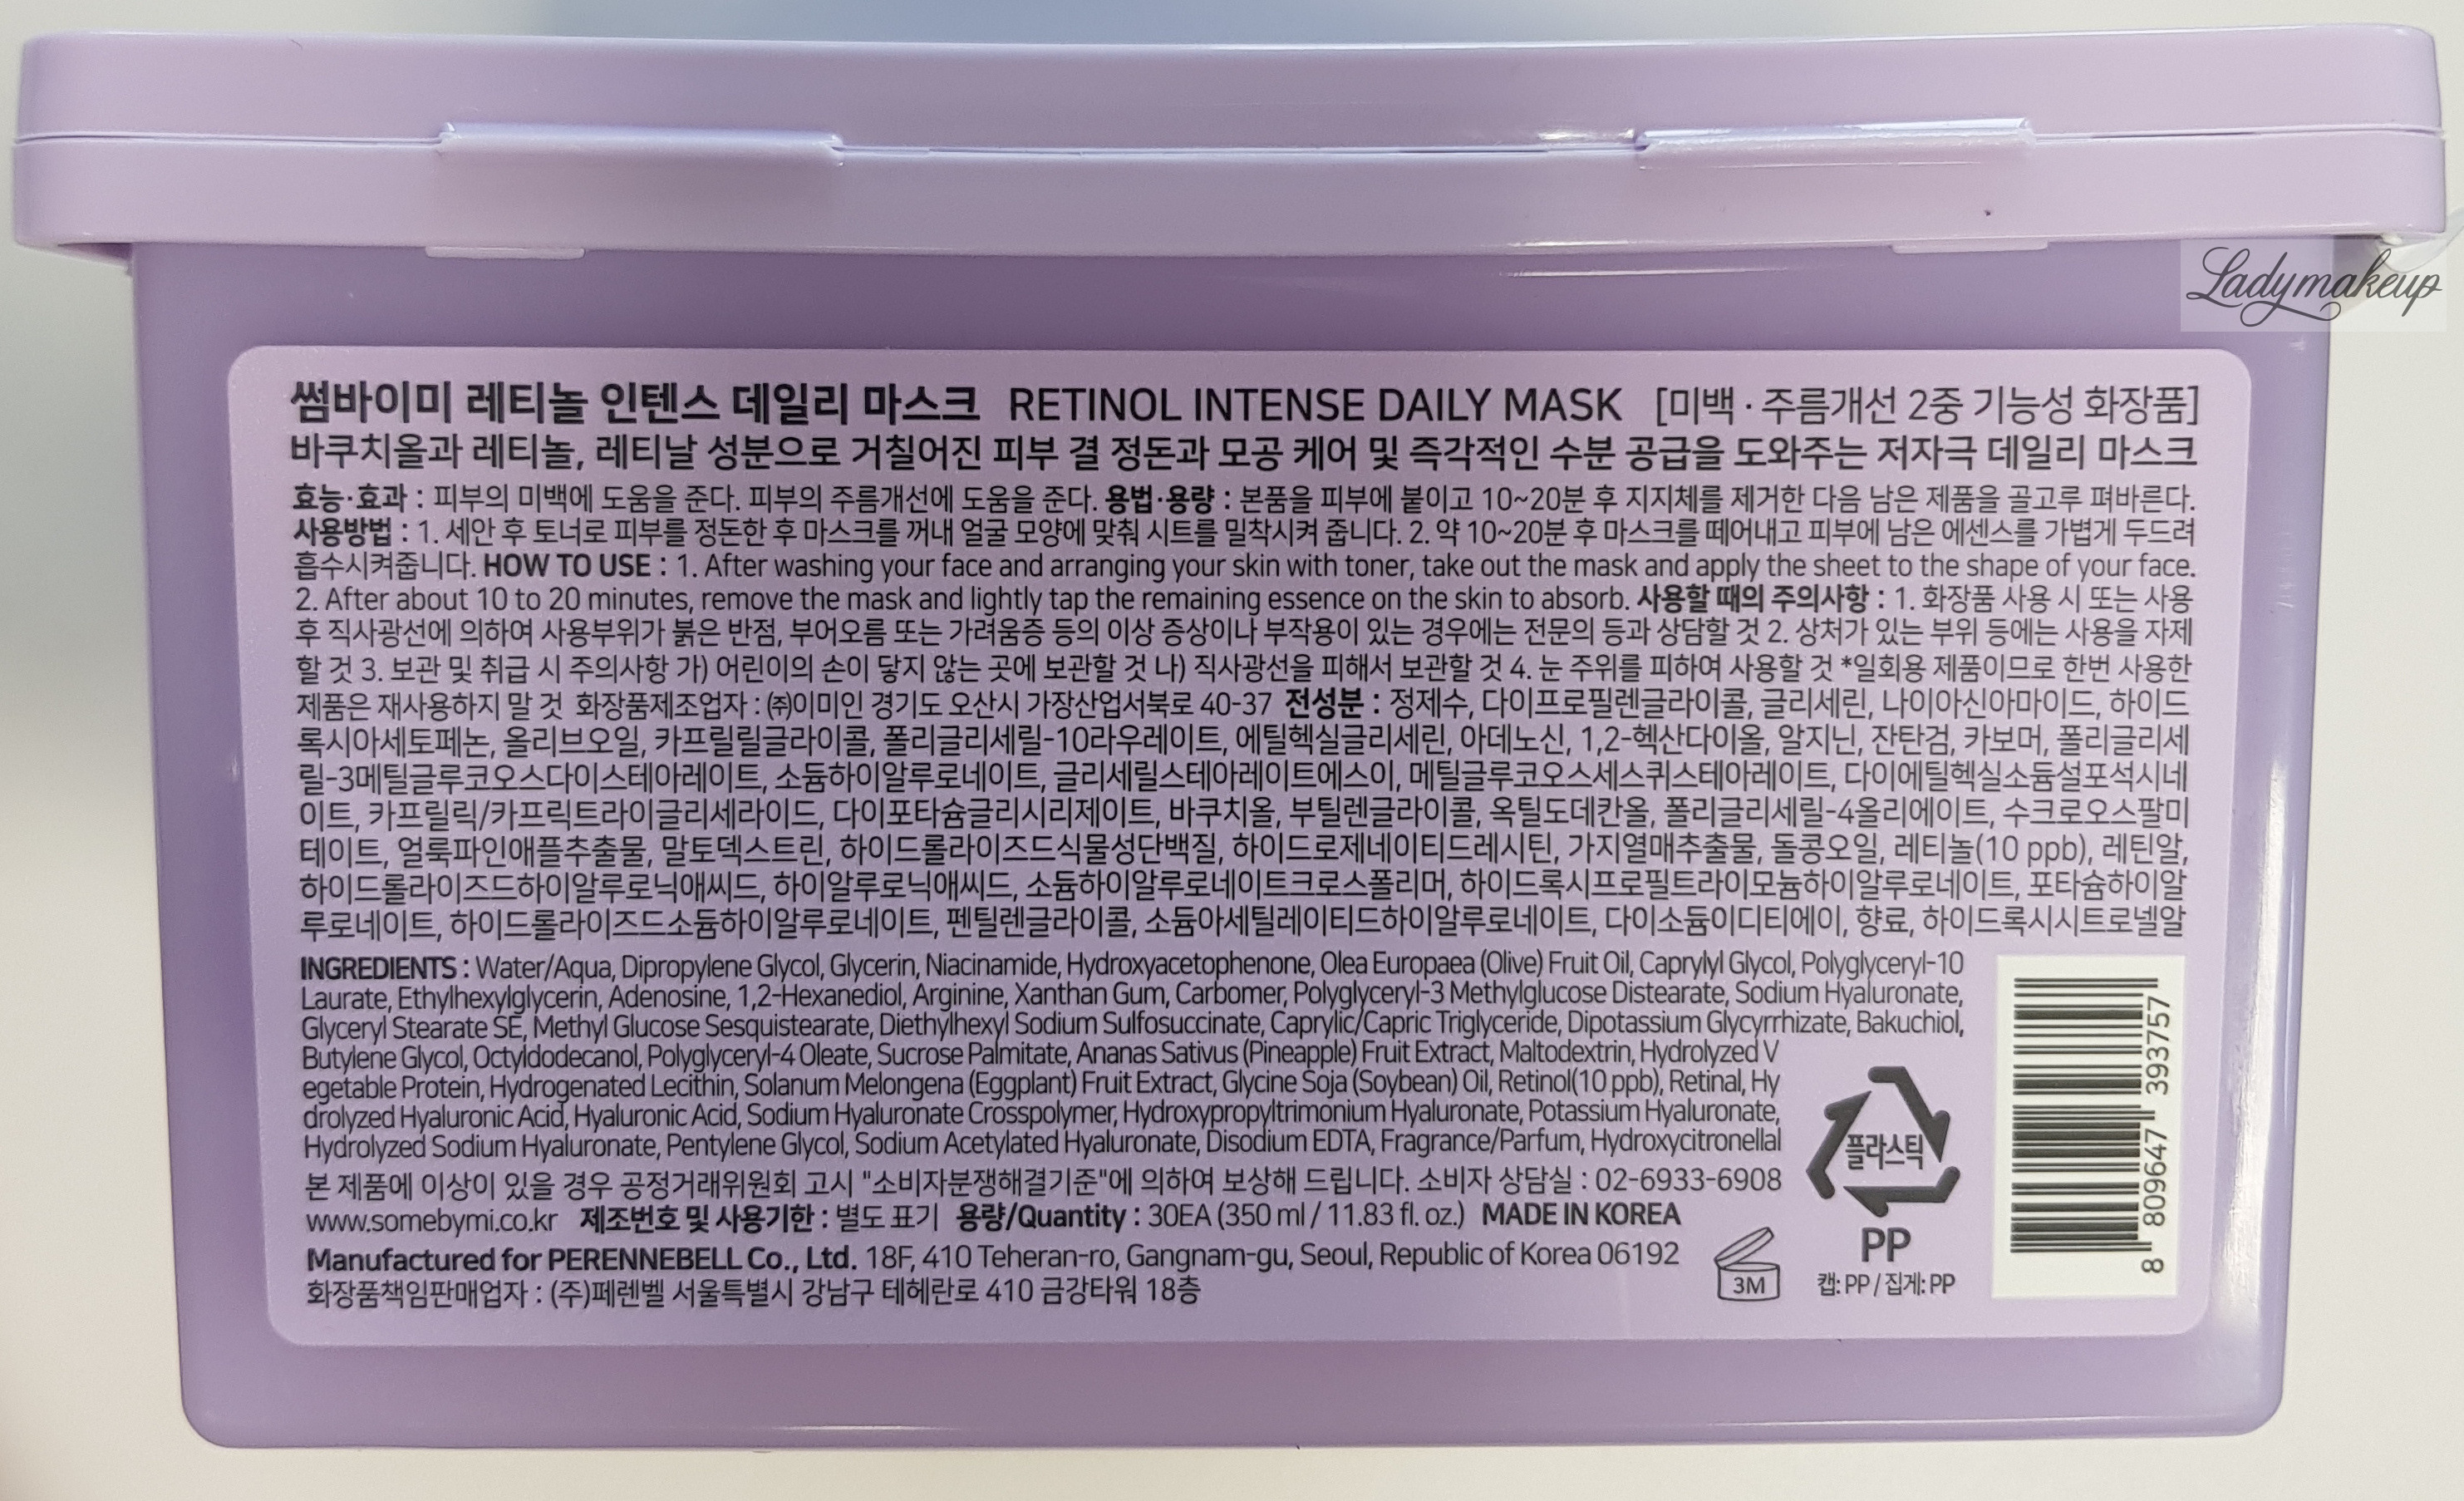 Ladymakeup
썸바이미 레티놀 인텐스 데일리 마스크 RETINOL INTENSE DAILY MASK [미백 · 주름개선 2중 기능성 화장품]
바쿠치올과 레티놀, 레티날 성분으로 거칠어진 피부 결 정돈과 모공 케어 및 즉각적인 수분 공급을 도와주는 저자극 데일리 마스크
효능·효과 : 피부의 미백에 도움을 준다. 피부의 주름개선에 도움을 준다. 용법·용량 : 본품을 피부에 붙이고 10~20분 후 지지체를 제거한 다음 남은 제품을 골고루 펴바른다.
사용방법 : 1. 세안 후 토너로 피부를 정돈한 후 마스크를 꺼내 얼굴 모양에 맞춰 시트를 밀착시켜 줍니다. 2. 약 10~20분 후 마스크를 떼어내고 피부에 남은 에센스를 가볍게 두드려
흡수시켜줍니다. HOW TO USE : 1. After washing your face and arranging your skin with toner, take out the mask and apply the sheet to the shape of your face.
2. After about 10 to 20 minutes, remove the mask and lightly tap the remaining essence on the skin to absorb. 사용할 때의 주의사항 : 1. 화장품 사용 시 또는 사용
후 직사광선에 의하여 사용부위가 붉은 반점, 부어오름 또는 가려움증 등의 이상 증상이나 부작용이 있는 경우에는 전문의 등과 상담할 것 2. 상처가 있는 부위 등에는 사용을 자제
할 것 3. 보관 및 취급 시 주의사항 가) 어린이의 손이 닿지 않는 곳에 보관할 것 나) 직사광선을 피해서 보관할 것 4. 눈 주위를 피하여 사용할 것 *일회용 제품이므로 한번 사용한
제품은 재사용하지 말 것 화장품제조업자 : ㈜이미인 경기도 오산시 가장산업서북로 40-37 전성분 : 정제수, 다이프로필렌글라이콜, 글리세린, 나이아신아마이드, 하이드
록시아세토페논, 올리브오일, 카프릴릴글라이콜, 폴리글리세릴-10라우레이트, 에틸헥실글리세린, 아데노신, 1,2-헥산다이올, 알지닌, 잔탄검, 카보머, 폴리글리세
릴-3메틸글루코오스다이스테아레이트, 소듐하이알루로네이트, 글리세릴스테아레이트에스이, 메틸글루코오스세스퀴스테아레이트, 다이에틸헥실소듐설포석시네
이트, 카프릴릭/카프릭트라이글리세라이드, 다이포타슘글리시리제이트, 바쿠치올, 부틸렌글라이콜, 옥틸도데칸올, 폴리글리세릴-4올리에이트, 수크로오스팔미
테이트, 얼룩파인애플추출물, 말토덱스트린, 하이드롤라이즈드식물성단백질, 하이드로제네이티드레시틴, 가지열매추출물, 돌콩오일, 레티놀(10 ppb), 레틴알,
하이드롤라이즈드하이알루로닉애씨드, 하이알루로닉애씨드, 소듐하이알루로네이트크로스폴리머, 하이드록시프로필트라이모늄하이알루로네이트, 포타슘하이알
루로네이트, 하이드롤라이즈드소듐하이알루로네이트, 펜틸렌글라이콜, 소듐아세틸레이티드하이알루로네이트, 다이소듐이디티에이, 향료, 하이드록시시트로넬알
INGREDIENTS : Water/Aqua, Dipropylene Glycol, Glycerin, Niacinamide, Hydroxyacetophenone, Olea Europaea (Olive) Fruit Oil, Caprylyl Glycol, Polyglyceryl-10
Laurate, Ethylhexylglycerin, Adenosine, 1,2-Hexanediol, Arginine, Xanthan Gum, Carbomer, Polyglyceryl-3 Methylglucose Distearate, Sodium Hyaluronate,
Glyceryl Stearate SE, Methyl Glucose Sesquistearate, Diethylhexyl Sodium Sulfosuccinate, Caprylic/Capric Triglyceride, Dipotassium Glycyrrhizate, Bakuchiol,
Butylene Glycol, Octyldodecanol, Polyglyceryl-4 Oleate, Sucrose Palmitate, Ananas Sativus (Pineapple) Fruit Extract, Maltodextrin, Hydrolyzed V
egetable Protein, Hydrogenated Lecithin, Solanum Melongena (Eggplant) Fruit Extract, Glycine Soja (Soybean) Oil, Retinol(10 ppb), Retinal, Hy
drolyzed Hyaluronic Acid, Hyaluronic Acid, Sodium Hyaluronate Crosspolymer, Hydroxypropyltrimonium Hyaluronate, Potassium Hyaluronate,
Hydrolyzed Sodium Hyaluronate, Pentylene Glycol, Sodium Acetylated Hyaluronate, Disodium EDTA, Fragrance/Parfum, Hydroxycitronellal
본 제품에 이상이 있을 경우 공정거래위원회 고시 "소비자분쟁해결기준"에 의하여 보상해 드립니다. 소비자 상담실 : 02-6933-6908
www.somebymi.co.kr 제조번호 및 사용기한 : 별도 표기 용량/Quantity : 30EA (350 ml / 11.83 fl. oz.) MADE IN KOREA
Manufactured for PERENNEBELL Co., Ltd. 18F, 410 Teheran-ro, Gangnam-gu, Seoul, Republic of Korea 06192
화장품책임판매업자 : (주)페렌벨 서울특별시 강남구 테헤란로 410 금강타워 18층
3M
플라스틱
PP
캡: PP / 집게: PP
8 809647 393757